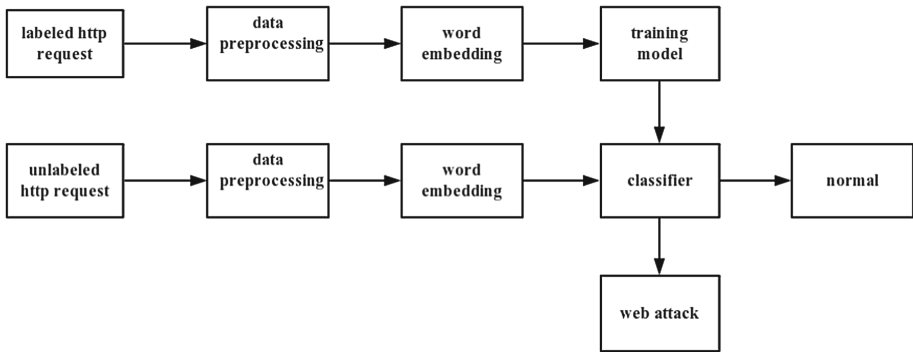 labeled http
request
data
preprocessing
word
embedding
training
model
unlabeled
http request
data
preprocessing
word
embedding
classifier
normal
web attack